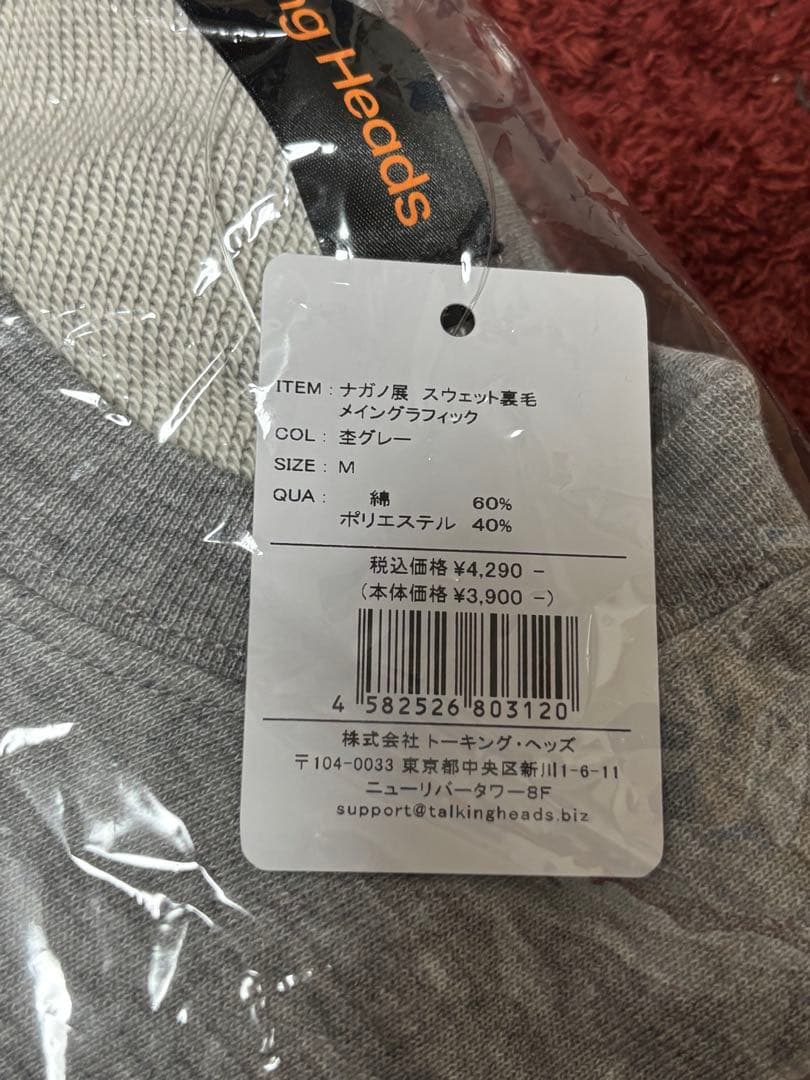 ng Heads
ITEM : ナガノ展 スウェット裏毛
メイングラフィック
COL : 杢グレー
SIZE : M
QUA : 綿 60%
ポリエステル 40%
税込価格 ¥4,290 －
（本体価格 ¥3,900 －）
4 582526 803120
株式会社 トーキング・ヘッズ
〒104-0033 東京都中央区新川1-6-11
ニューリバータワー8F
support@talkingheads.biz